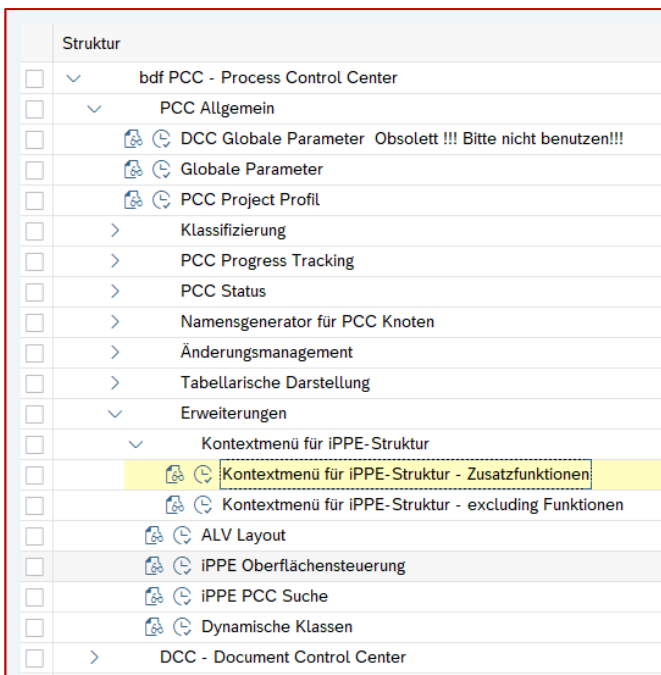 Struktur
bdf PCC - Process Control Center
PCC Allgemein
DCC Globale Parameter  Obsolett !!! Bitte nicht benutzen!!!
Globale Parameter
PCC Project Profil
Klassifizierung
PCC Progress Tracking
PCC Status
Namensgenerator für PCC Knoten
Änderungsmanagement
Tabellarische Darstellung
Erweiterungen
Kontextmenü für iPPE-Struktur
Kontextmenü für iPPE-Struktur - Zusatzfunktionen
Kontextmenü für iPPE-Struktur - excluding Funktionen
ALV Layout
iPPE Oberflächensteuerung
iPPE PCC Suche
Dynamische Klassen
DCC - Document Control Center